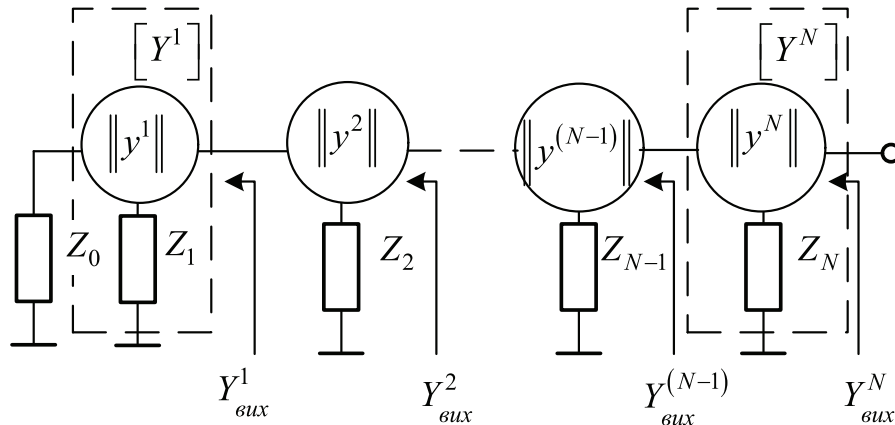 [Y^1] [Y^N]
‖y^1‖ ‖y^2‖ ‖y^(N−1)‖ ‖y^N‖
Z_0 Z_1 Z_2 Z_{N−1} Z_N
Y^1_вих Y^2_вих Y^(N−1)_вих Y^N_вих